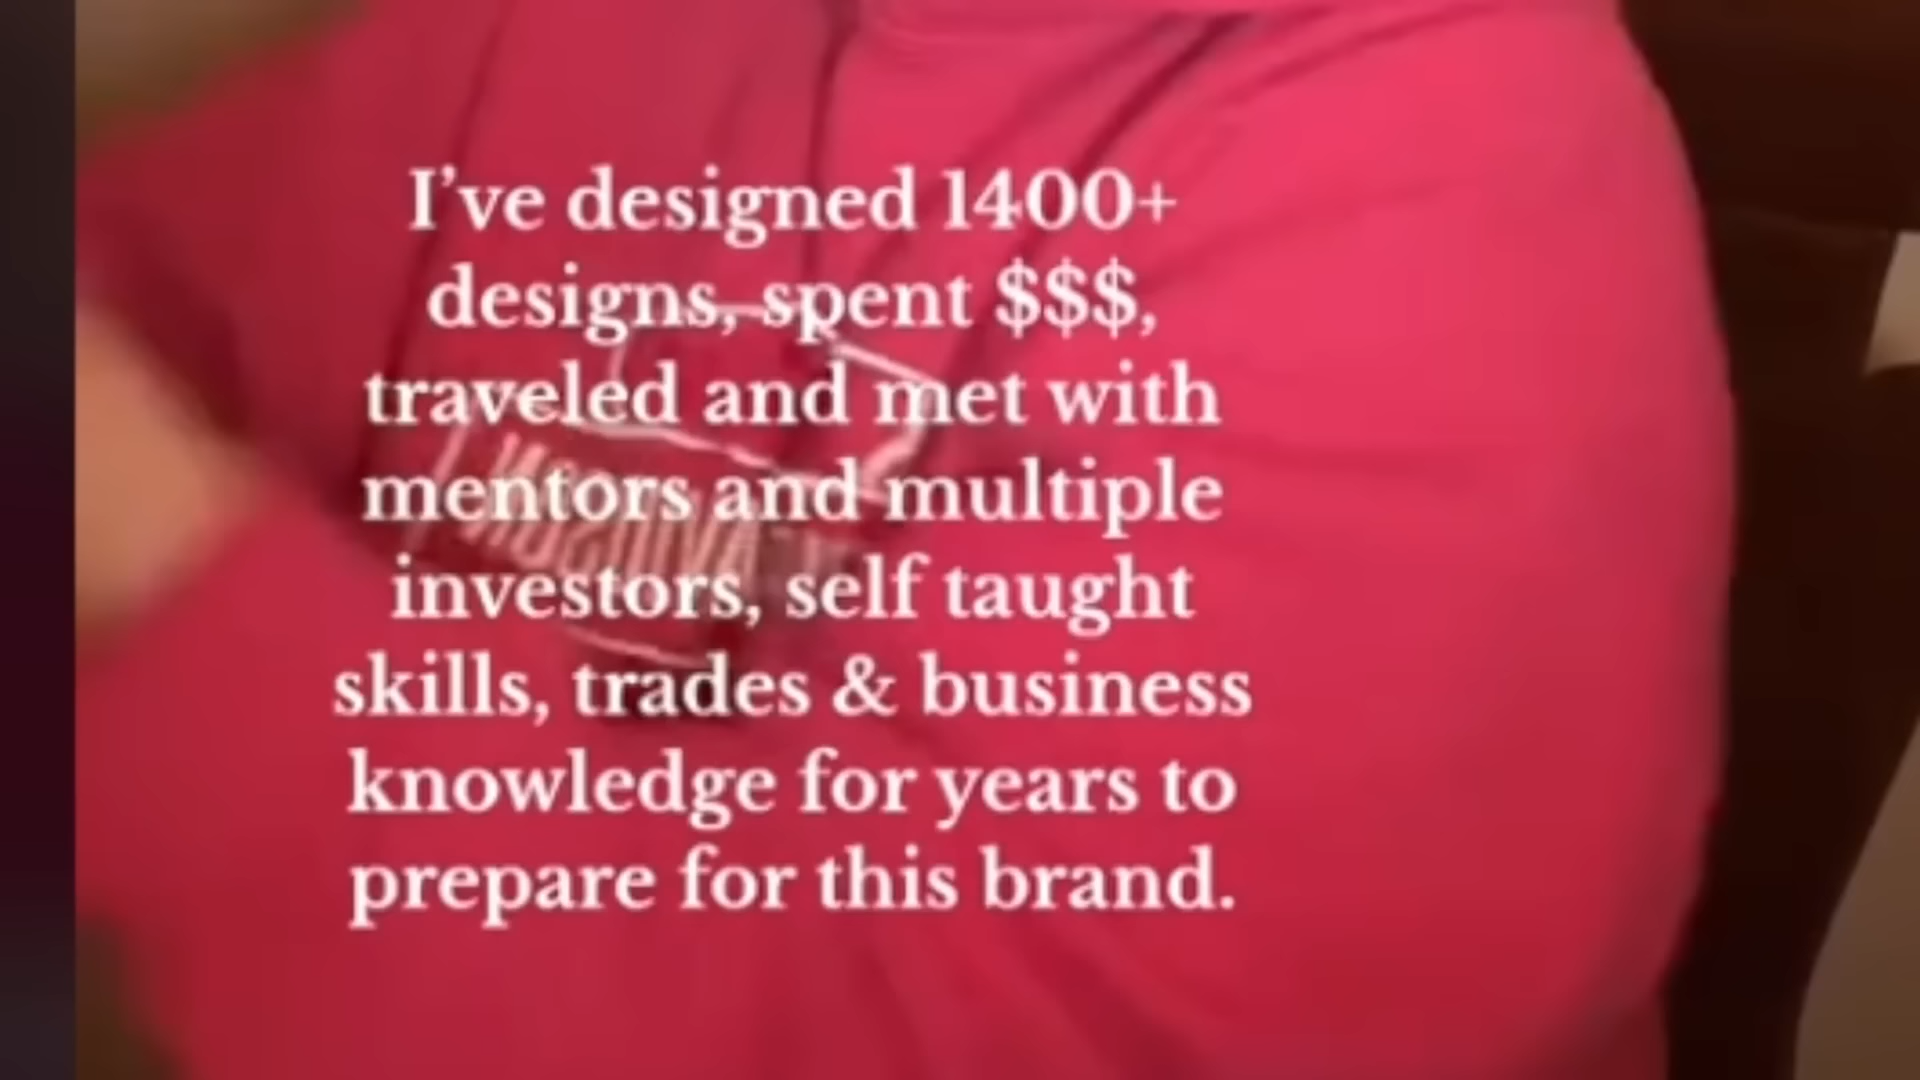 I’ve designed 1400+
designs, spent $$$,
traveled and met with
mentors and multiple
investors, self taught
skills, trades & business
knowledge for years to
prepare for this brand.